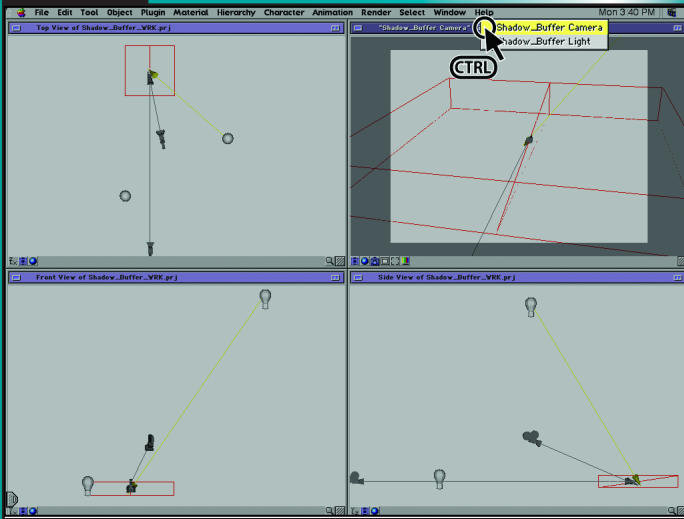 File Edit Tool Object Plugin Material Hierarchy Character Animation Render Select Window Help Mon 3:40 PM
Top View of Shadow_Buffer_WRK.prj
"Shadow_Buffer Camera"
Shadow_Buffer Camera
Shadow_Buffer Light
CTRL
Front View of Shadow_Buffer_WRK.prj
Side View of Shadow_Buffer_WRK.prj